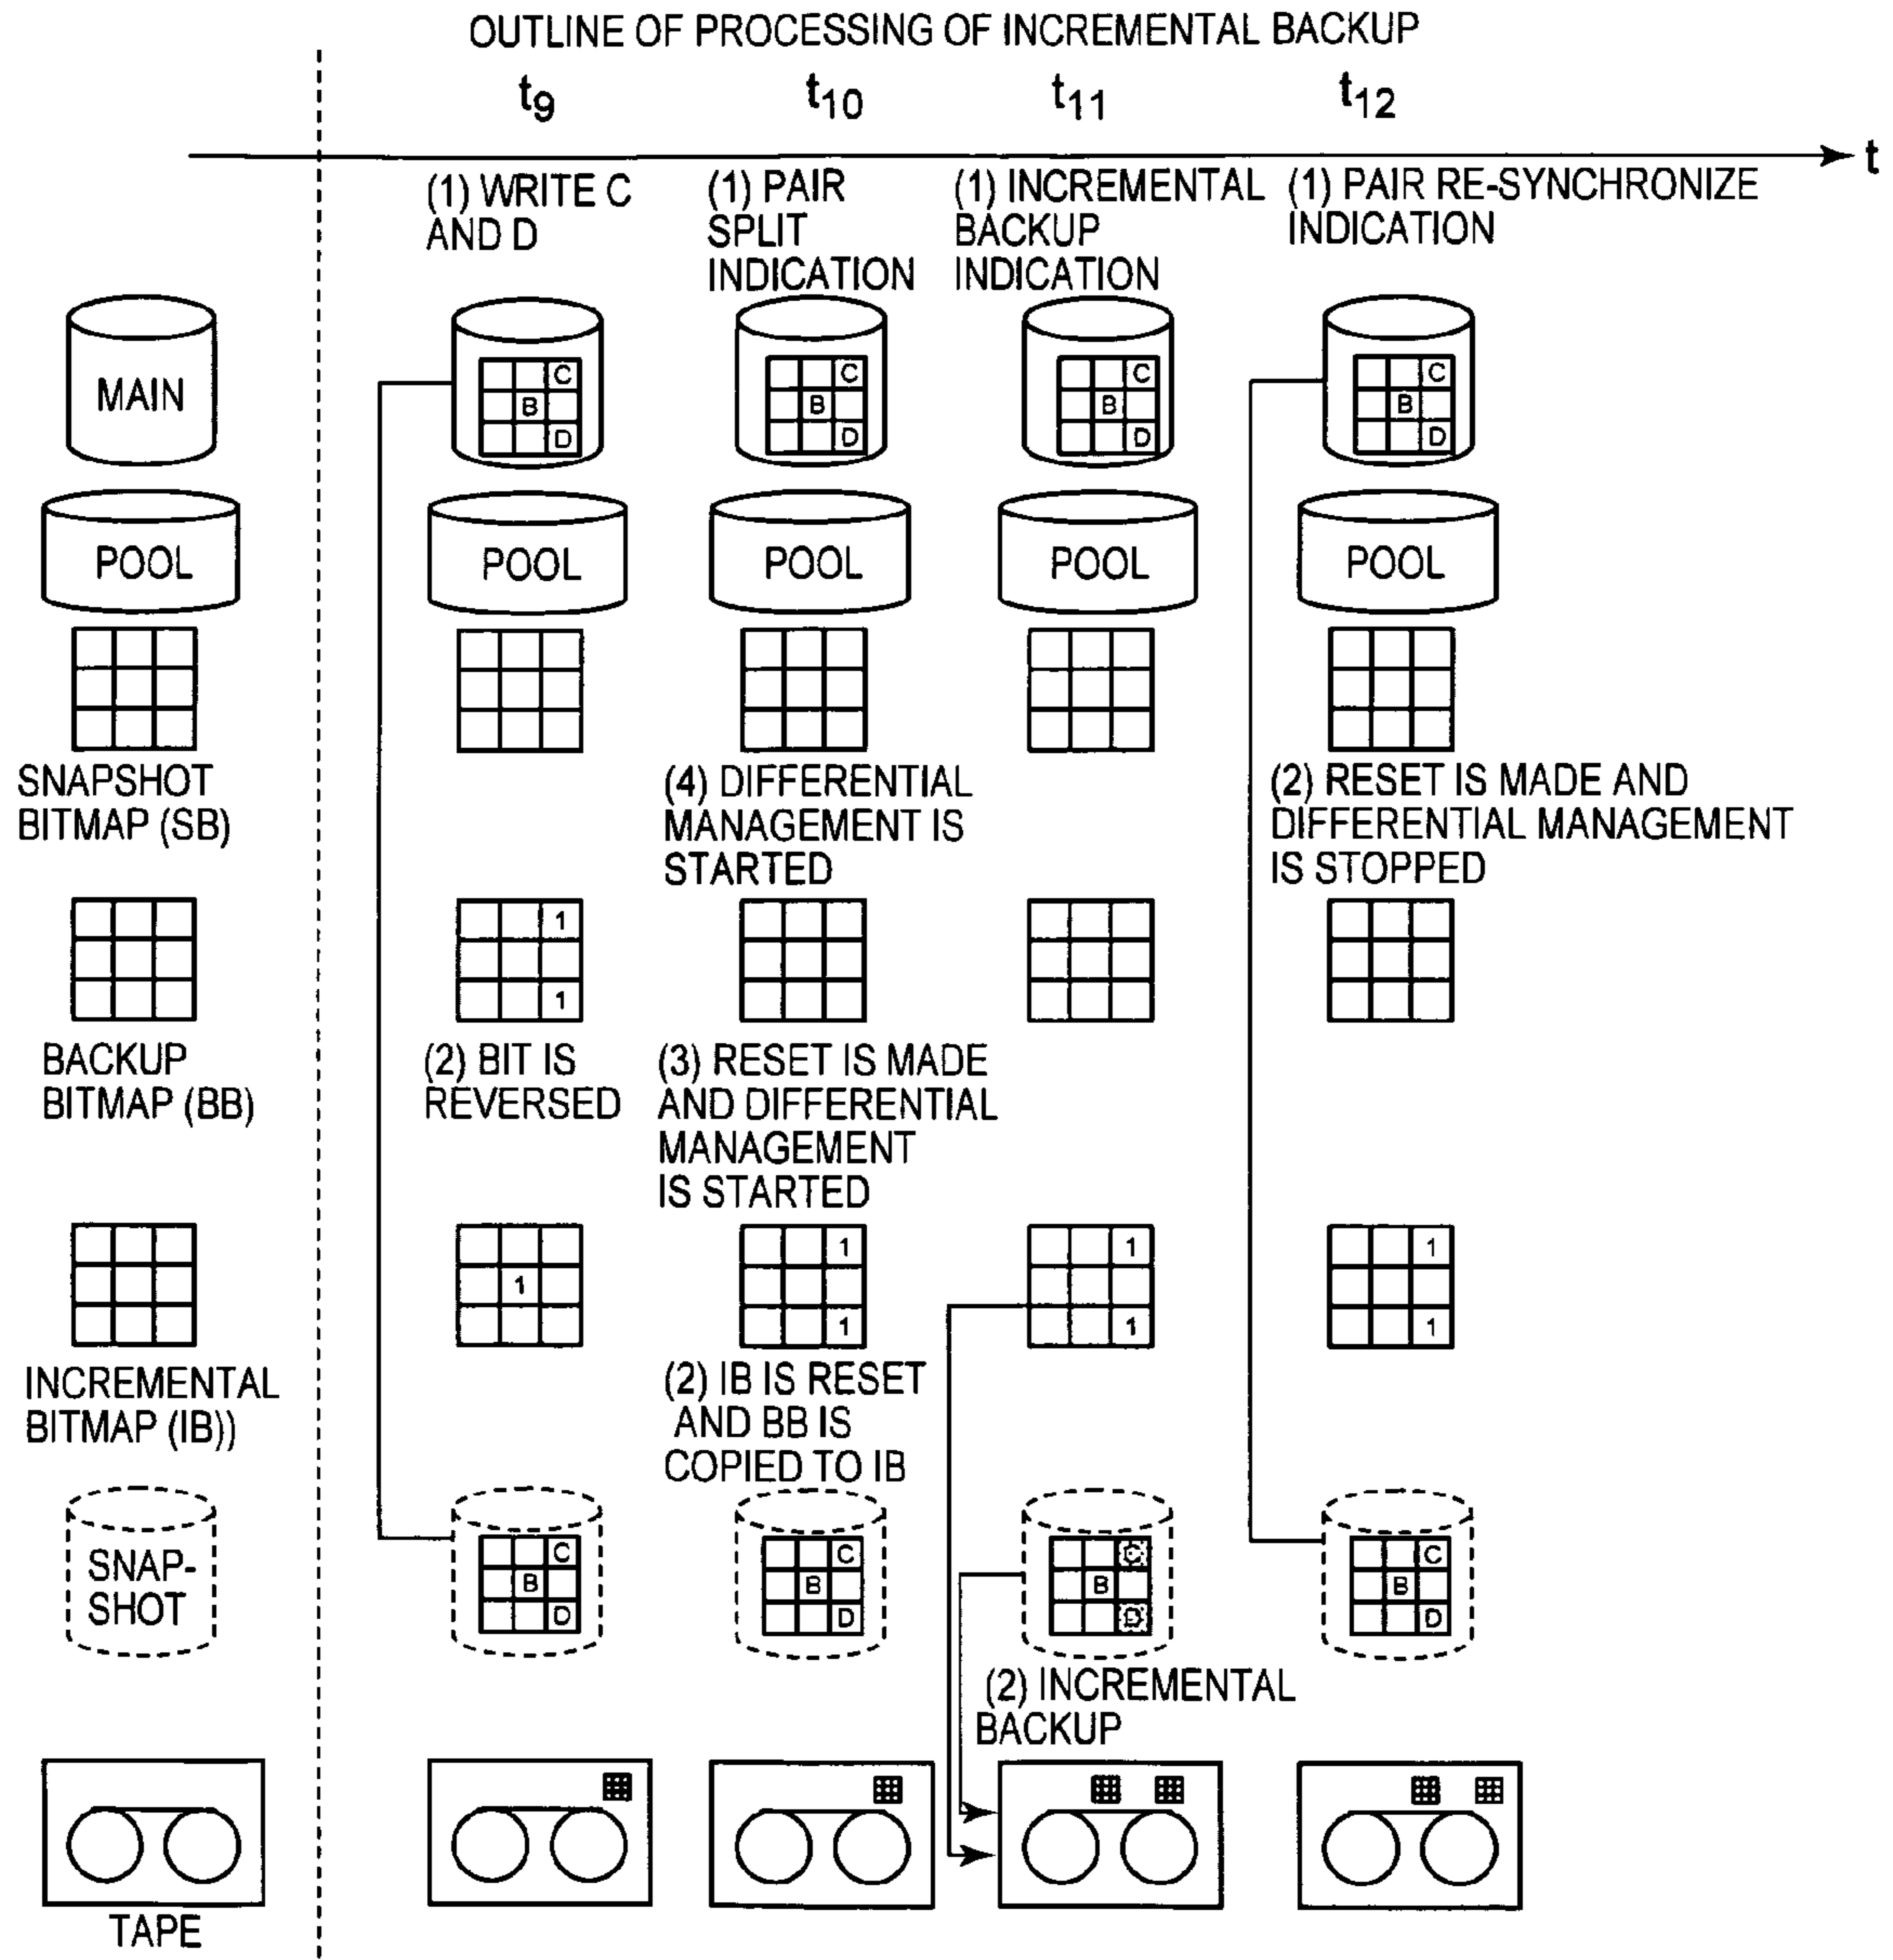 OUTLINE OF PROCESSING OF INCREMENTAL BACKUP
t9 t10 t11 t12
t
(1) WRITE C
AND D
(1) PAIR
SPLIT
INDICATION
(1) INCREMENTAL
BACKUP
INDICATION
(1) PAIR RE-SYNCHRONIZE
INDICATION
MAIN
C
B
D
C
B
D
C
B
D
C
B
D
POOL
POOL
POOL
POOL
POOL
SNAPSHOT
BITMAP (SB)
(4) DIFFERENTIAL
MANAGEMENT IS
STARTED
(2) RESET IS MADE AND
DIFFERENTIAL MANAGEMENT
IS STOPPED
1
1
BACKUP
BITMAP (BB)
(2) BIT IS
REVERSED
(3) RESET IS MADE
AND DIFFERENTIAL
MANAGEMENT
IS STARTED
1
1
1
1
1
1
1
INCREMENTAL
BITMAP (IB))
(2) IB IS RESET
AND BB IS
COPIED TO IB
SNAP-
SHOT
C
B
D
C
B
D
C
B
D
C
B
D
(2) INCREMENTAL
BACKUP
TAPE